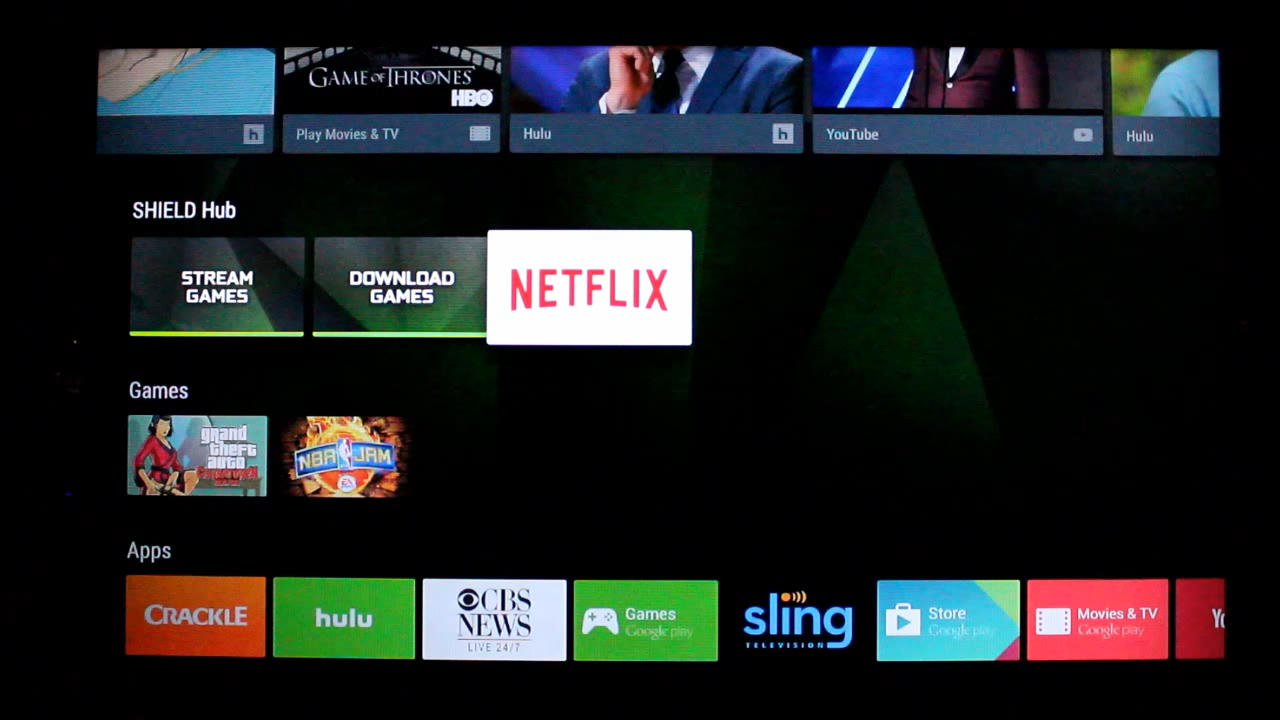 GAME OF THRONES
HBO
h
Play Movies & TV
Hulu
h
YouTube
Hulu
SHIELD Hub
STREAM
GAMES
DOWNLOAD
GAMES
NETFLIX
Games
grand
theft
auto
NBA JAM
EA
Apps
CRACKLE
hulu
CBS
NEWS
LIVE 24/7
Games
Google play
sling
TELEVISION
Store
Google play
Movies & TV
Google play
Yo